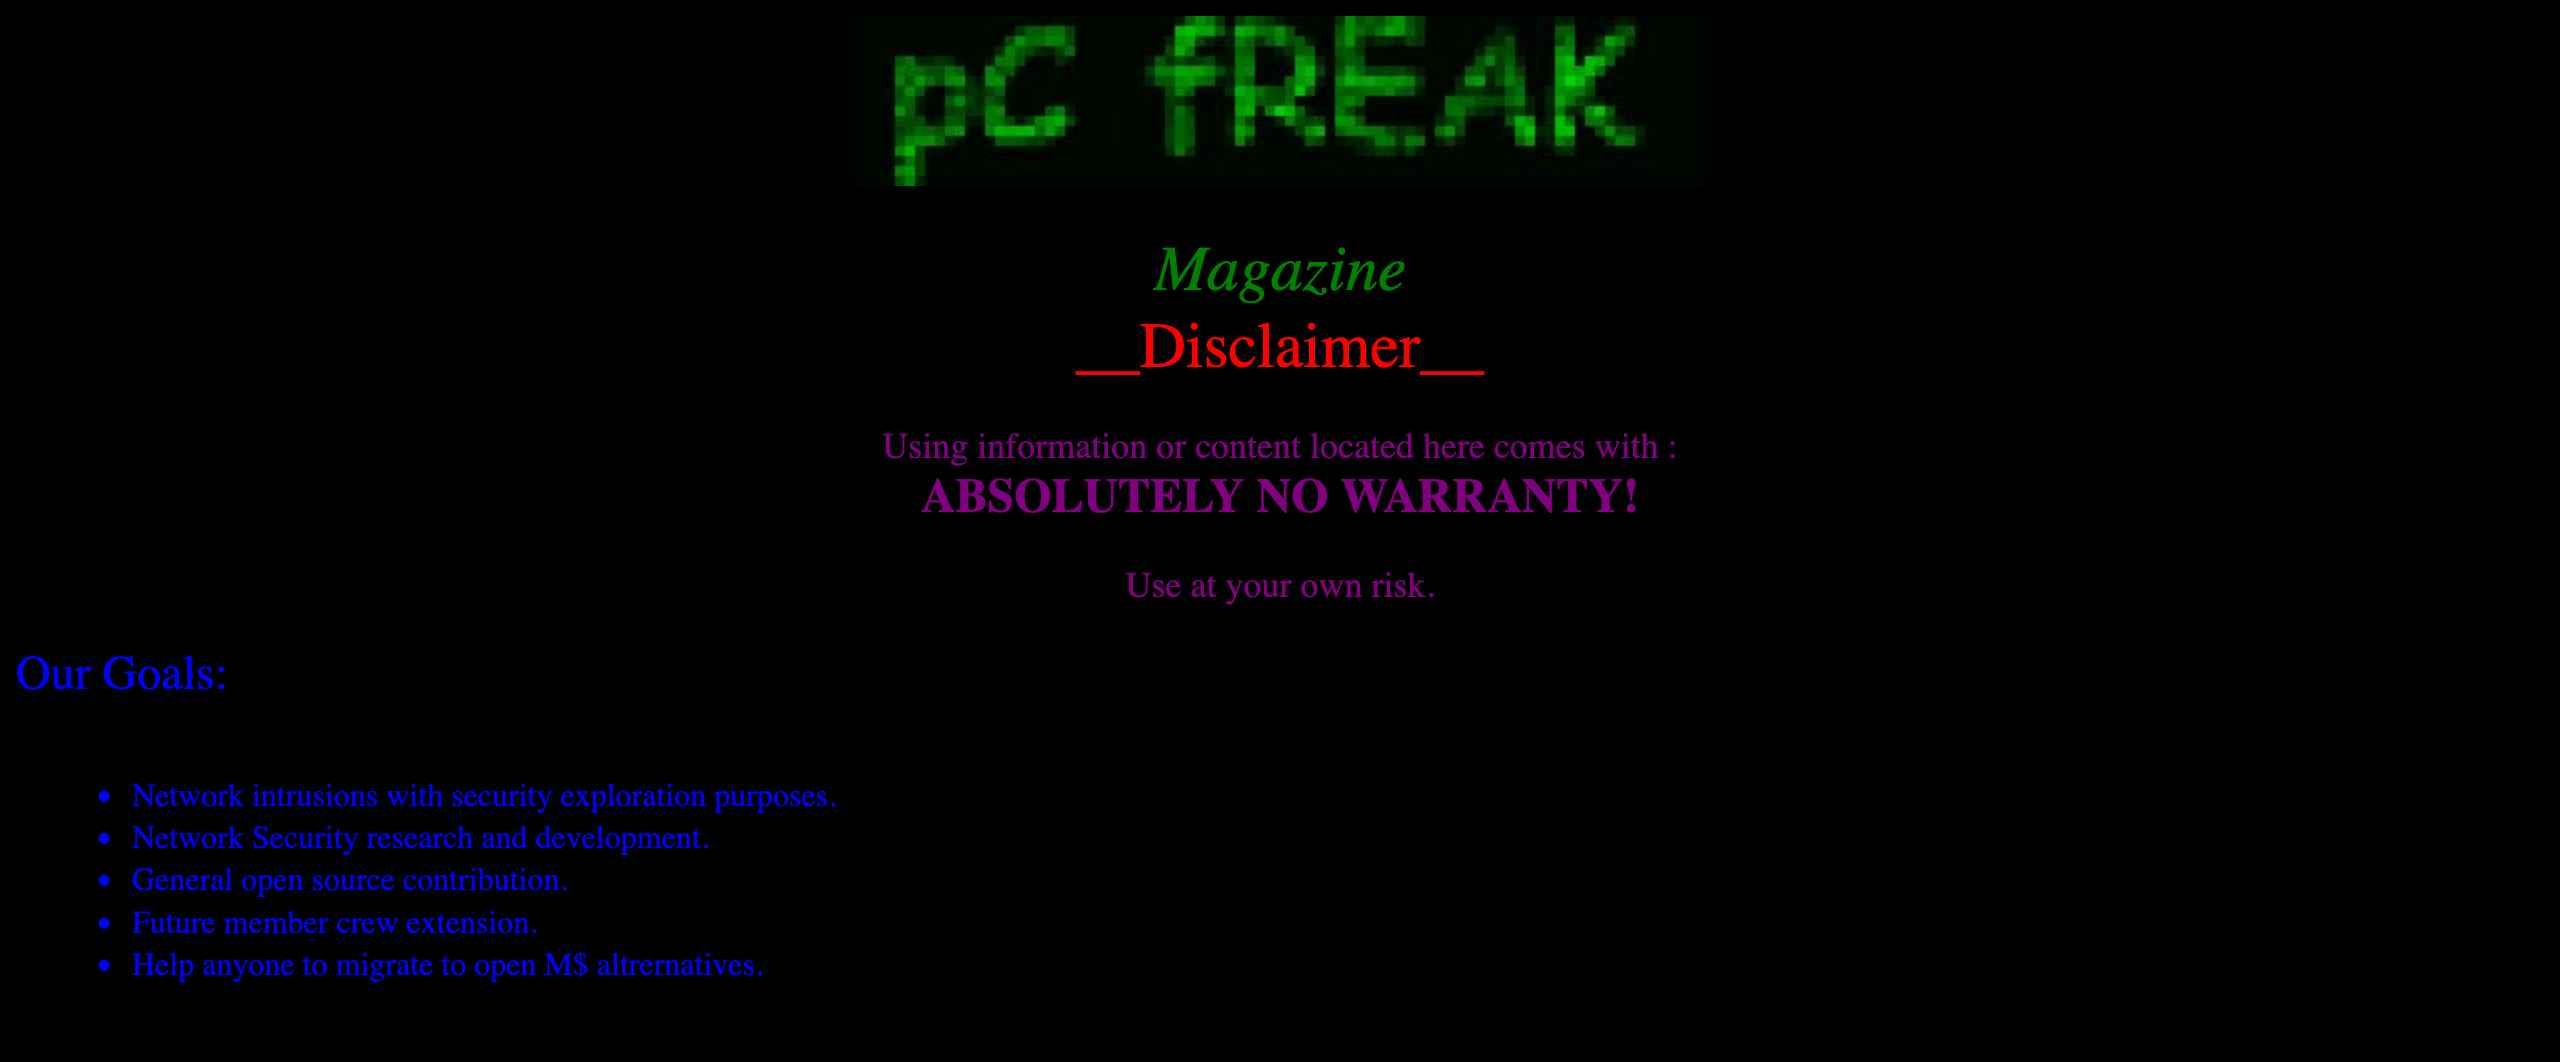 pC fREAK
Magazine
__Disclaimer__
Using information or content located here comes with :
ABSOLUTELY NO WARRANTY!
Use at your own risk.
Our Goals:
• Network intrusions with security exploration purposes.
• Network Security research and development.
• General open source contribution.
• Future member crew extension.
• Help anyone to migrate to open M$ altrernatives.